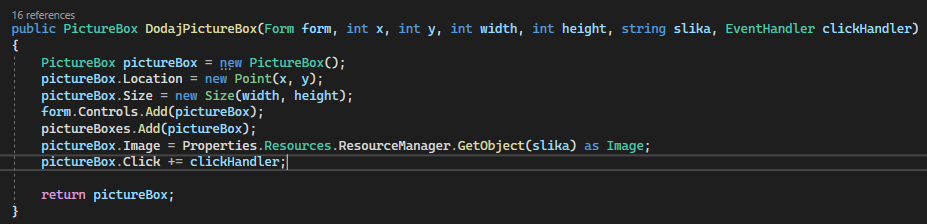 16 references
public PictureBox DodajPictureBox(Form form, int x, int y, int width, int height, string slika, EventHandler clickHandler)
{
PictureBox pictureBox = new PictureBox();
pictureBox.Location = new Point(x, y);
pictureBox.Size = new Size(width, height);
form.Controls.Add(pictureBox);
pictureBoxes.Add(pictureBox);
pictureBox.Image = Properties.Resources.ResourceManager.GetObject(slika) as Image;
pictureBox.Click += clickHandler;
return pictureBox;
}